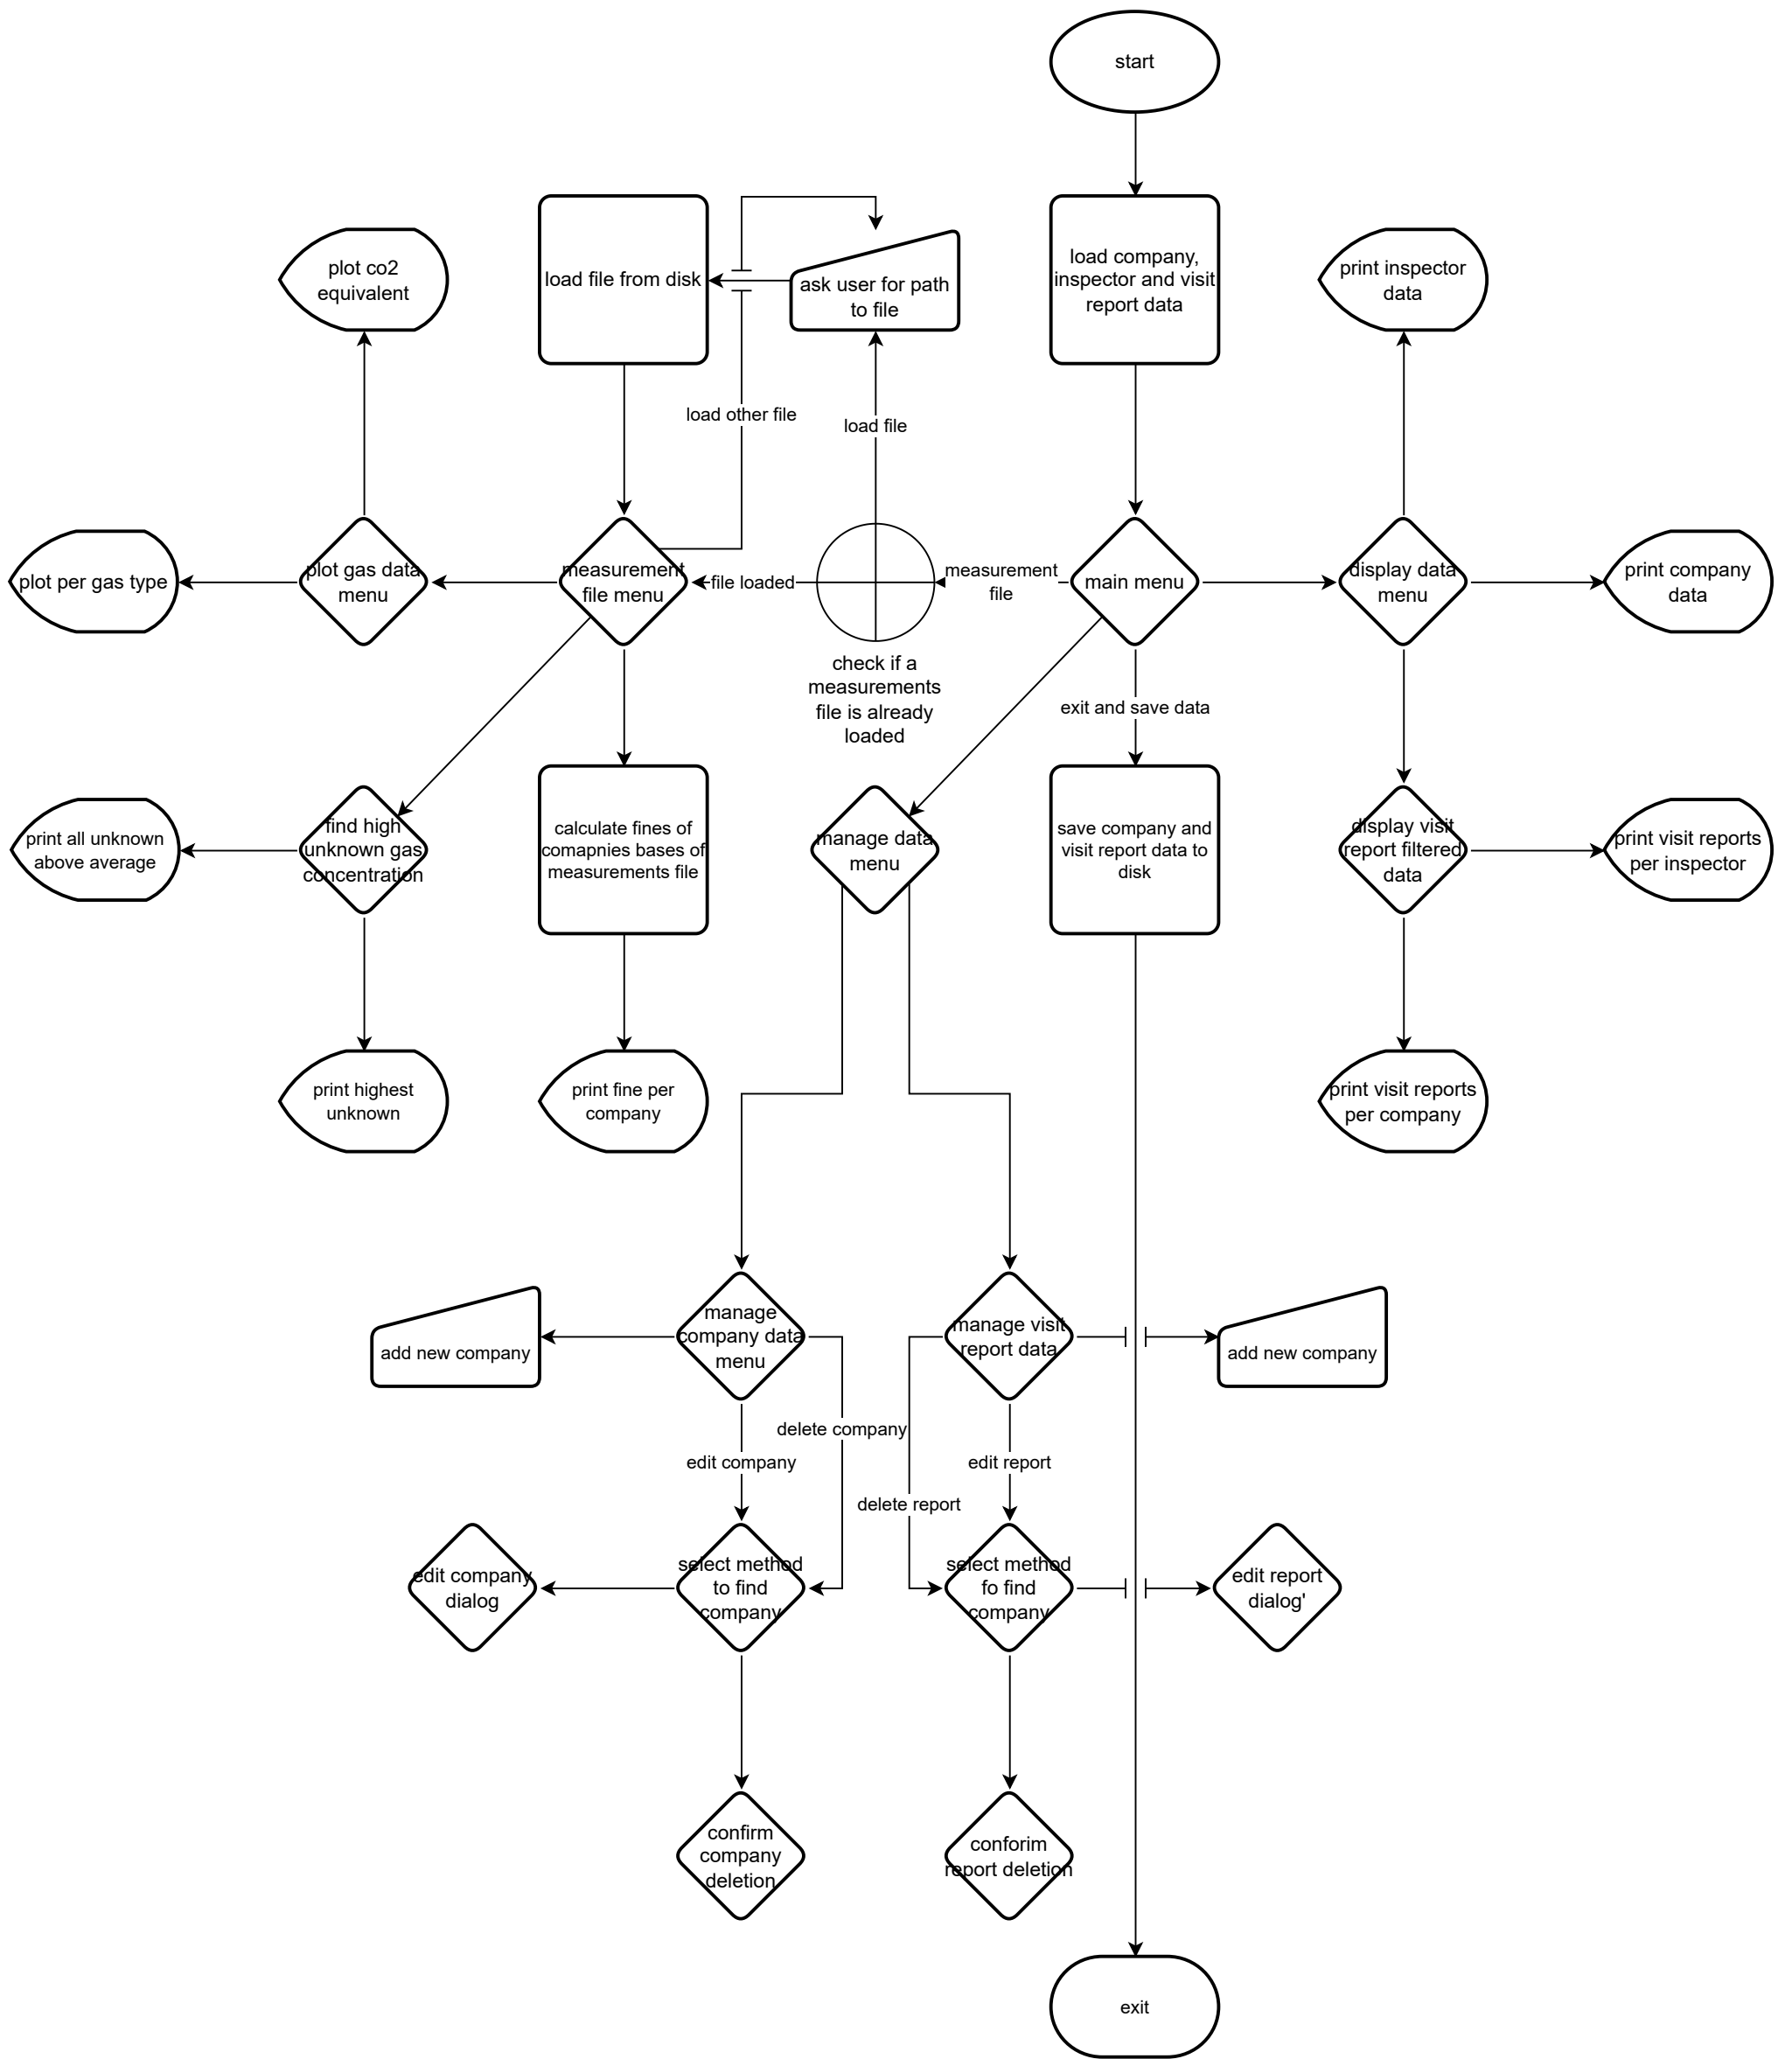 start
load company,
inspector and visit
report data
load file from disk
ask user for path
to file
plot co2
equivalent
print inspector
data
load other file
load file
plot per gas type
plot gas data
menu
measurement
file menu
file loaded
measurement
file
main menu
display data
menu
print company
data
check if a
measurements
file is already
loaded
exit and save data
print all unknown
above average
find high
unknown gas
concentration
calculate fines of
comapnies bases of
measurements file
manage data
menu
save company and
visit report data to
disk
display visit
report filtered
data
print visit reports
per inspector
print highest
unknown
print fine per
company
print visit reports
per company
add new company
manage
company data
menu
manage visit
report data
add new company
delete company
edit company
edit report
delete report
edit company
dialog
select method
to find
company
select method
fo find
company
edit report
dialog'
confirm
company
deletion
conforim
report deletion
exit